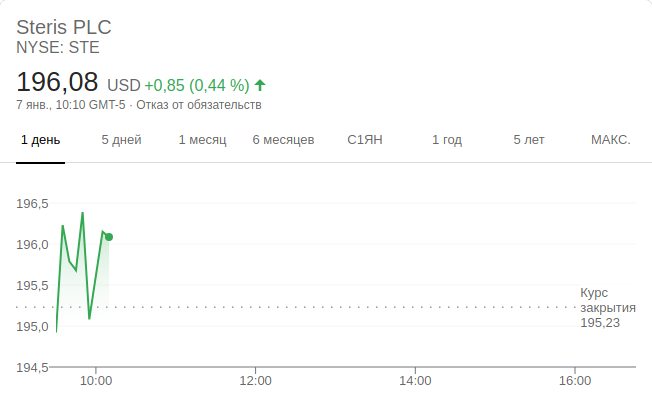 Steris PLC
NYSE: STE
196,08 USD +0,85 (0,44 %)
7 янв., 10:10 GMT-5 · Отказ от обязательств
1 день 5 дней 1 месяц 6 месяцев С1ЯН 1 год 5 лет МАКС.
196,5
196,0
195,5
195,0
194,5
Курс
закрытия
195,23
10:00 12:00 14:00 16:00